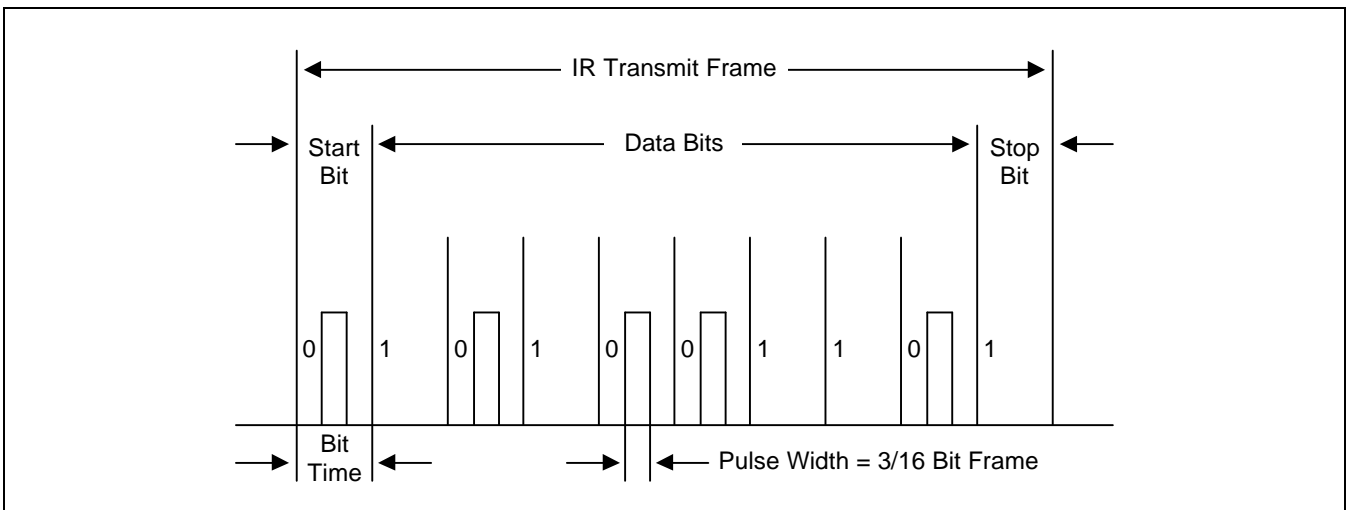 IR Transmit Frame
Start
Bit
Data Bits
Stop
Bit
0 1 0 1 0 0 1 1 0 1
Bit
Time
Pulse Width = 3/16 Bit Frame